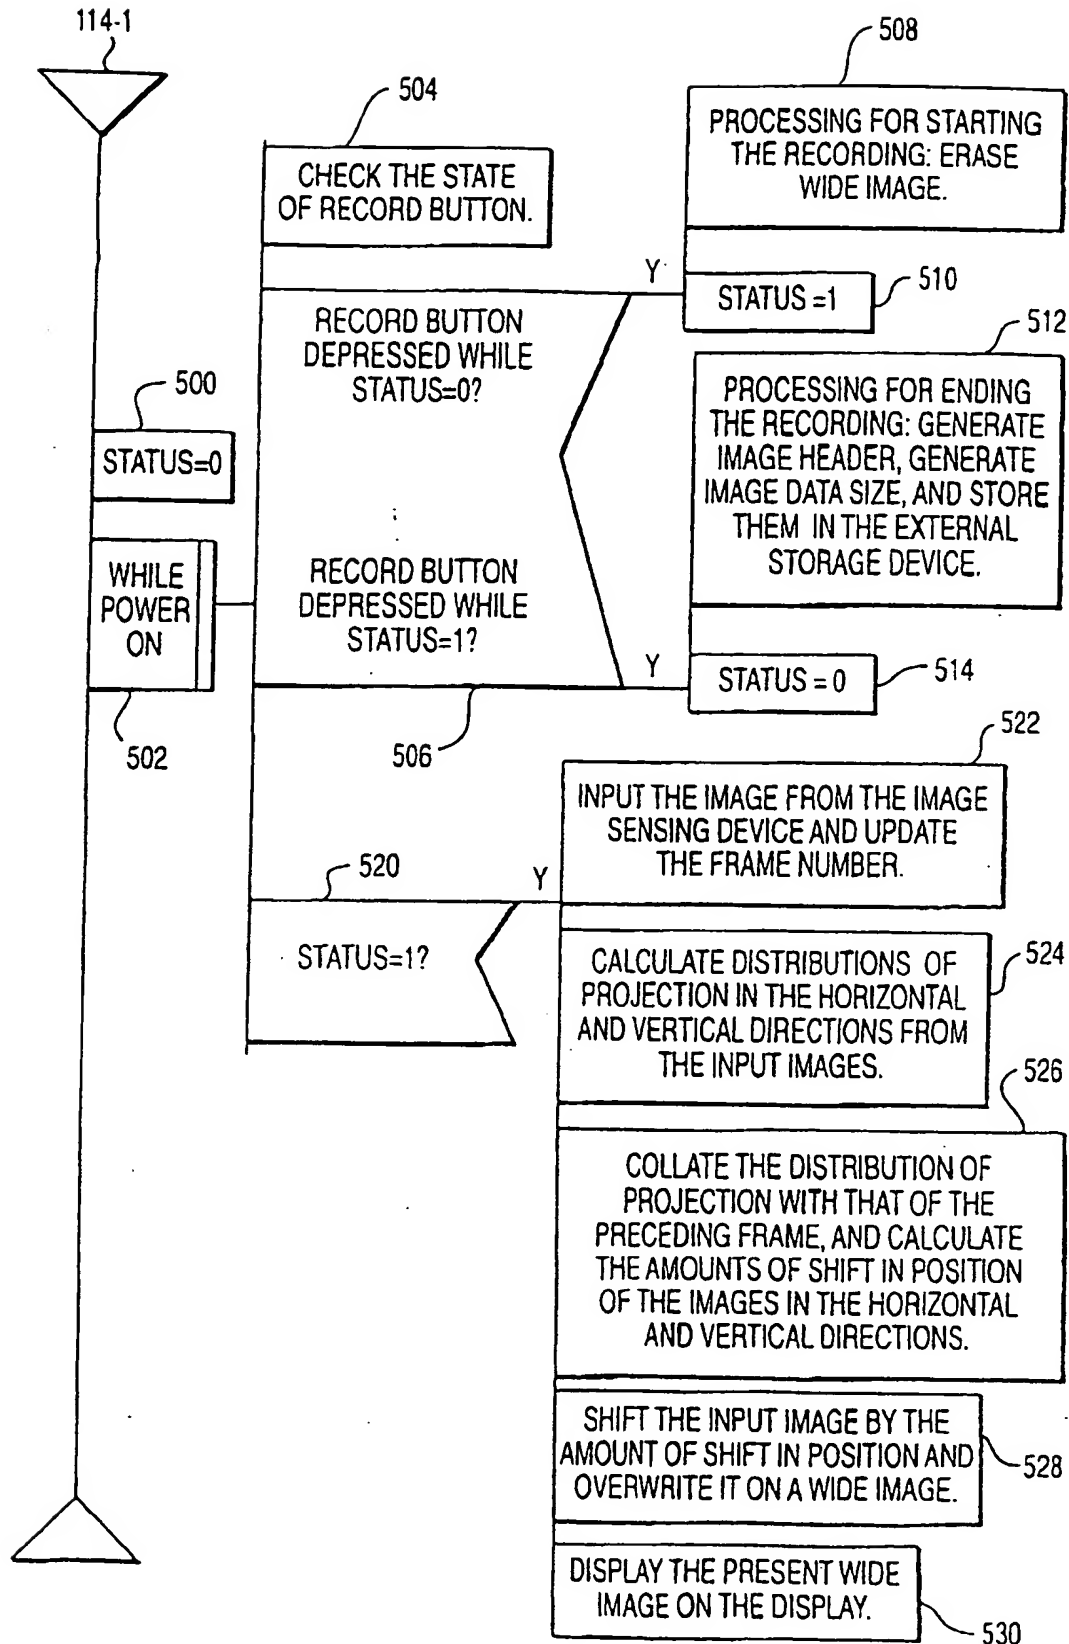 114-1
508
504
PROCESSING FOR STARTING
THE RECORDING: ERASE
WIDE IMAGE.
CHECK THE STATE
OF RECORD BUTTON.
Y
STATUS =1
510
RECORD BUTTON
DEPRESSED WHILE
STATUS=0?
512
500
STATUS=0
PROCESSING FOR ENDING
THE RECORDING: GENERATE
IMAGE HEADER, GENERATE
IMAGE DATA SIZE, AND STORE
THEM IN THE EXTERNAL
STORAGE DEVICE.
WHILE
POWER
ON
RECORD BUTTON
DEPRESSED WHILE
STATUS=1?
Y
STATUS = 0
514
502
506
522
INPUT THE IMAGE FROM THE IMAGE
SENSING DEVICE AND UPDATE
THE FRAME NUMBER.
520
Y
STATUS=1?
524
CALCULATE DISTRIBUTIONS OF
PROJECTION IN THE HORIZONTAL
AND VERTICAL DIRECTIONS FROM
THE INPUT IMAGES.
526
COLLATE THE DISTRIBUTION OF
PROJECTION WITH THAT OF THE
PRECEDING FRAME, AND CALCULATE
THE AMOUNTS OF SHIFT IN POSITION
OF THE IMAGES IN THE HORIZONTAL
AND VERTICAL DIRECTIONS.
SHIFT THE INPUT IMAGE BY THE
AMOUNT OF SHIFT IN POSITION AND
OVERWRITE IT ON A WIDE IMAGE.
528
DISPLAY THE PRESENT WIDE
IMAGE ON THE DISPLAY.
530